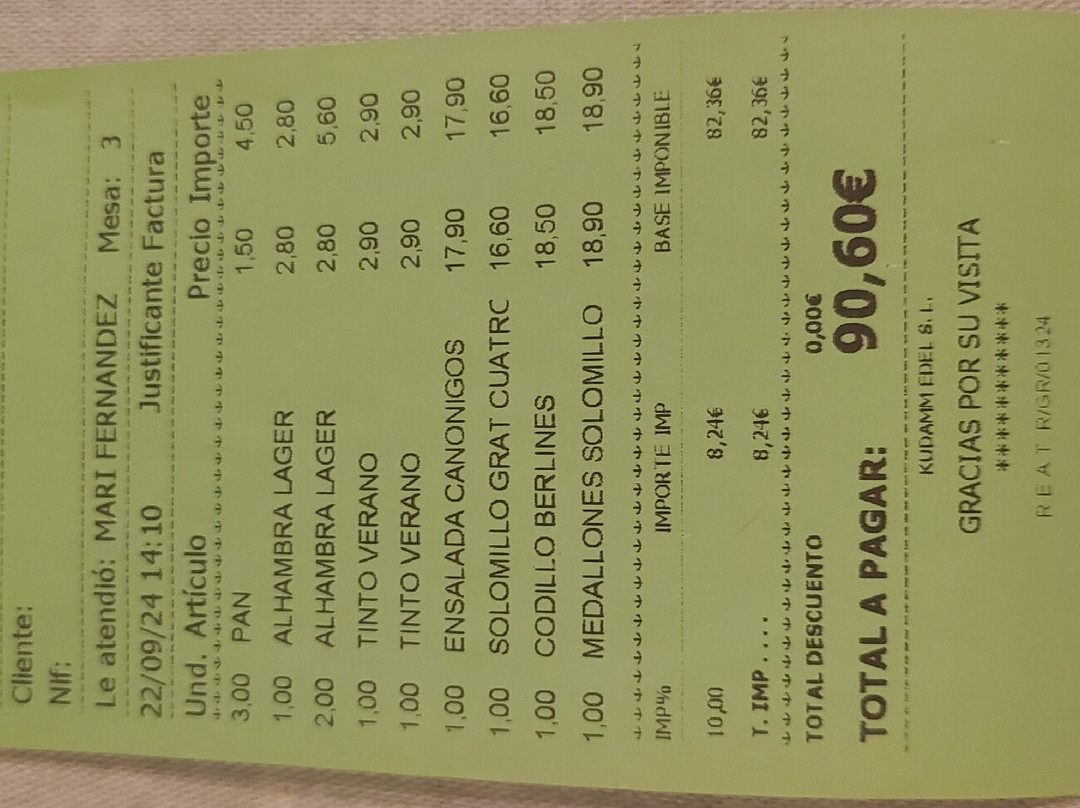 Cliente:
Nif:
Le atendió: MARI FERNANDEZ Mesa: 3
22/09/24 14:10 Justificante Factura
Und. Artículo Precio Importe
3,00 PAN 1,50 4,50
1,00 ALHAMBRA LAGER 2,80 2,80
2,00 ALHAMBRA LAGER 2,80 5,60
1,00 TINTO VERANO 2,90 2,90
1,00 TINTO VERANO 2,90 2,90
1,00 ENSALADA CANONIGOS 17,90 17,90
1,00 SOLOMILLO GRAT CUATRC 16,60 16,60
1,00 CODILLO BERLINES 18,50 18,50
1,00 MEDALLONES SOLOMILLO 18,90 18,90
IMP% IMPORTE IMP BASE IMPONIBLE
10,00 8,24€ 82,36€
T. IMP.... 8,24€ 82,36€
TOTAL DESCUENTO 0,00€
TOTAL A PAGAR: 90,60€
KUDAMM EDEL S.L.
GRACIAS POR SU VISITA
***********
REAT R/GR/01324